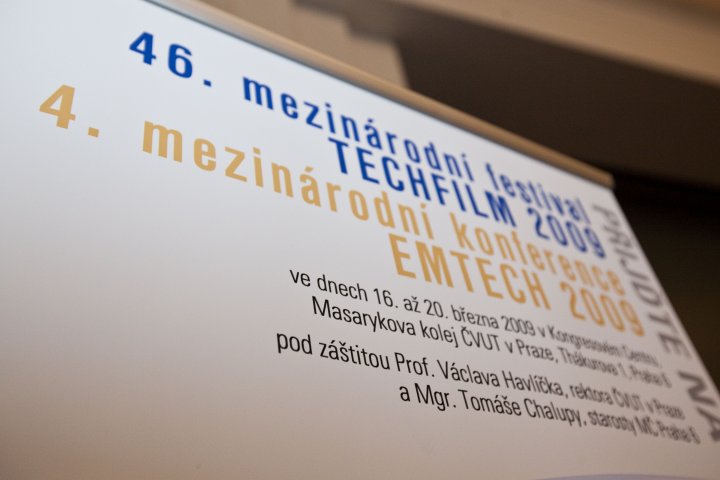 46. mezinárodní festival
TECHFILM 2009
4. mezinárodní konference
EMTECH 2009
ve dnech 16. až 20. března 2009 v Kongresovém Centru,
Masarykova kolej ČVUT v Praze, Thákurova 1, Praha 6
pod záštitou Prof. Václava Havlíčka, rektora ČVUT v Praze
a Mgr. Tomáše Chalupy, starosty MČ Praha 6
PŘIJĎTE NA